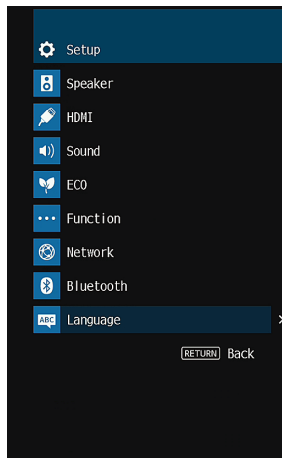 Setup
Speaker
HDMI
Sound
ECO
Function
Network
Bluetooth
ABC Language
RETURN Back